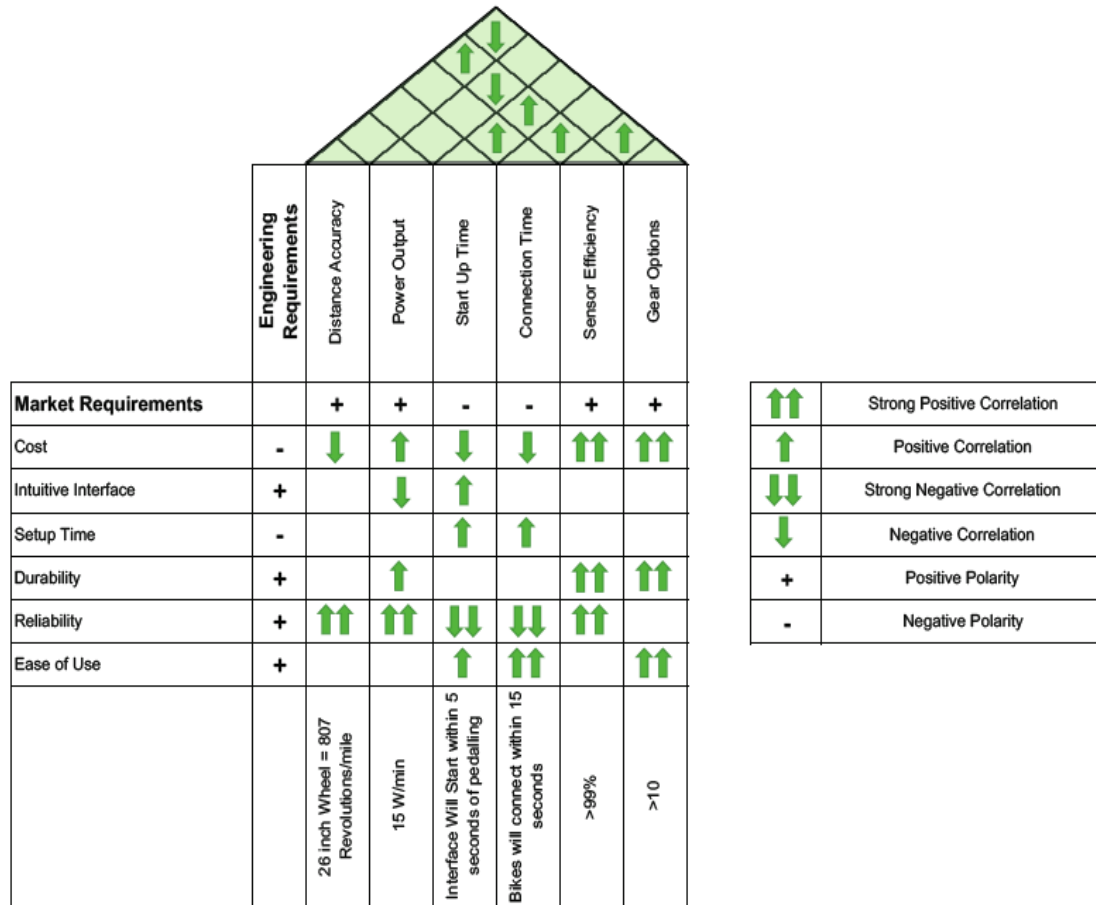 Engineering
Requirements
Distance Accuracy
Power Output
Start Up Time
Connection Time
Sensor Efficiency
Gear Options
Market Requirements + + - - + +
Cost -
Intuitive Interface +
Setup Time -
Durability +
Reliability +
Ease of Use +
26 inch Wheel = 807
Revolutions/mile
15 W/min
Interface Will Start within 5
seconds of pedalling
Bikes will connect within 15
seconds
>99%
>10
Strong Positive Correlation
Positive Correlation
Strong Negative Correlation
Negative Correlation
+ Positive Polarity
- Negative Polarity